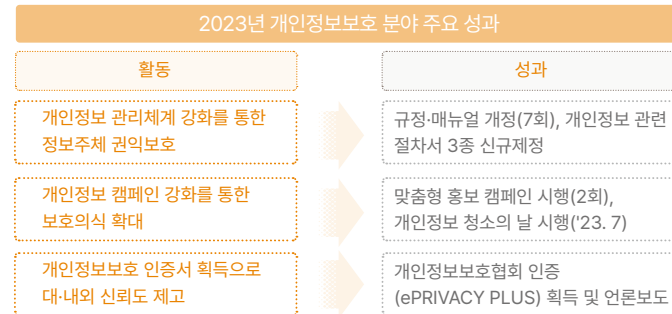 2023년 개인정보보호 분야 주요 성과
활동
성과
개인정보 관리체계 강화를 통한
정보주체 권익보호
규정·매뉴얼 개정(7회), 개인정보 관련
절차서 3종 신규제정
개인정보 캠페인 강화를 통한
보호의식 확대
맞춤형 홍보 캠페인 시행(2회),
개인정보 청소의 날 시행('23. 7)
개인정보보호 인증서 획득으로
대·내외 신뢰도 제고
개인정보보호협회 인증
(ePRIVACY PLUS) 획득 및 언론보도